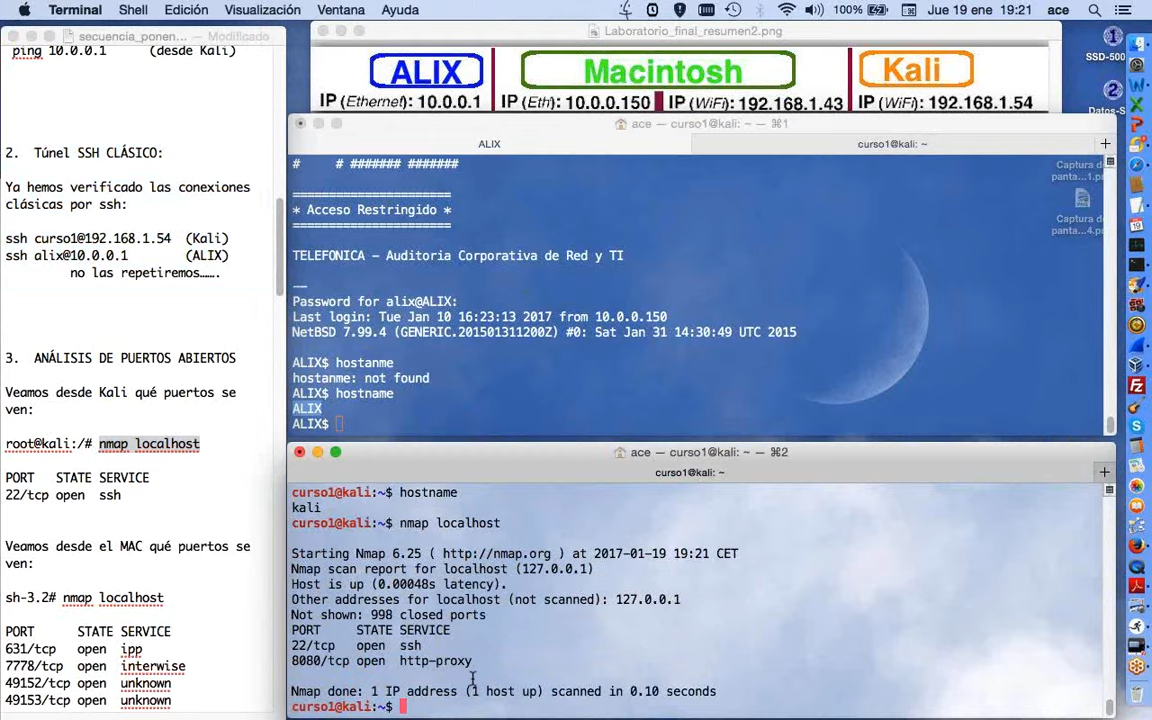 Terminal Shell Edición Visualización Ventana Ayuda 100% Jue 19 ene 19:21 ace
secuencia_ponen... — Modificado
ping 10.0.0.1 (desde Kali)
2. Túnel SSH CLÁSICO:
Ya hemos verificado las conexiones
clásicas por ssh:
ssh curso1@192.168.1.54 (Kali)
ssh alix@10.0.0.1 (ALIX)
no las repetiremos……
3. ANÁLISIS DE PUERTOS ABIERTOS
Veamos desde Kali qué puertos se
ven:
root@kali:/# nmap localhost
PORT STATE SERVICE
22/tcp open ssh
Veamos desde el MAC qué puertos se
ven:
sh-3.2# nmap localhost
PORT STATE SERVICE
631/tcp open ipp
7778/tcp open interwise
49152/tcp open unknown
49153/tcp open unknown
Laboratorio_final_resumen2.png
ALIX Macintosh Kali
IP (Ethernet): 10.0.0.1 IP (Eth): 10.0.0.150 IP (WiFi): 192.168.1.43 IP (WiFi): 192.168.1.54
ace — curso1@kali: ~ — ⌘1
ALIX curso1@kali: ~
# # ####### #######
=====================
* Acceso Restringido *
=====================
TELEFONICA – Auditoria Corporativa de Red y TI
__
Password for alix@ALIX:
Last login: Tue Jan 10 16:23:13 2017 from 10.0.0.150
NetBSD 7.99.4 (GENERIC.201501311200Z) #0: Sat Jan 31 14:30:49 UTC 2015
ALIX$ hostanme
hostanme: not found
ALIX$ hostname
ALIX
ALIX$
ace — curso1@kali: ~ — ⌘2
curso1@kali: ~
curso1@kali:~$ hostname
kali
curso1@kali:~$ nmap localhost
Starting Nmap 6.25 ( http://nmap.org ) at 2017-01-19 19:21 CET
Nmap scan report for localhost (127.0.0.1)
Host is up (0.00048s latency).
Other addresses for localhost (not scanned): 127.0.0.1
Not shown: 998 closed ports
PORT STATE SERVICE
22/tcp open ssh
8080/tcp open http-proxy
Nmap done: 1 IP address (1 host up) scanned in 0.10 seconds
curso1@kali:~$
SSD-500
Datos-S
Captura de
panta...1.p
Captura de
panta...4.p